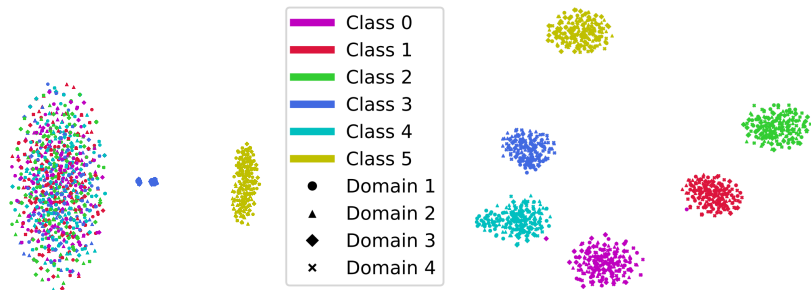 Class 0
Class 1
Class 2
Class 3
Class 4
Class 5
Domain 1
Domain 2
Domain 3
Domain 4